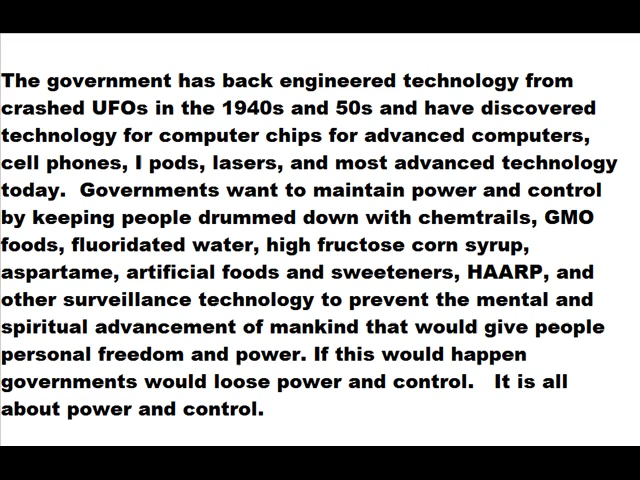 The government has back engineered technology from
crashed UFOs in the 1940s and 50s and have discovered
technology for computer chips for advanced computers,
cell phones, I pods, lasers, and most advanced technology
today.  Governments want to maintain power and control
by keeping people drummed down with chemtrails, GMO
foods, fluoridated water, high fructose corn syrup,
aspartame, artificial foods and sweeteners, HAARP, and
other surveillance technology to prevent the mental and
spiritual advancement of mankind that would give people
personal freedom and power. If this would happen
governments would loose power and control.   It is all
about power and control.